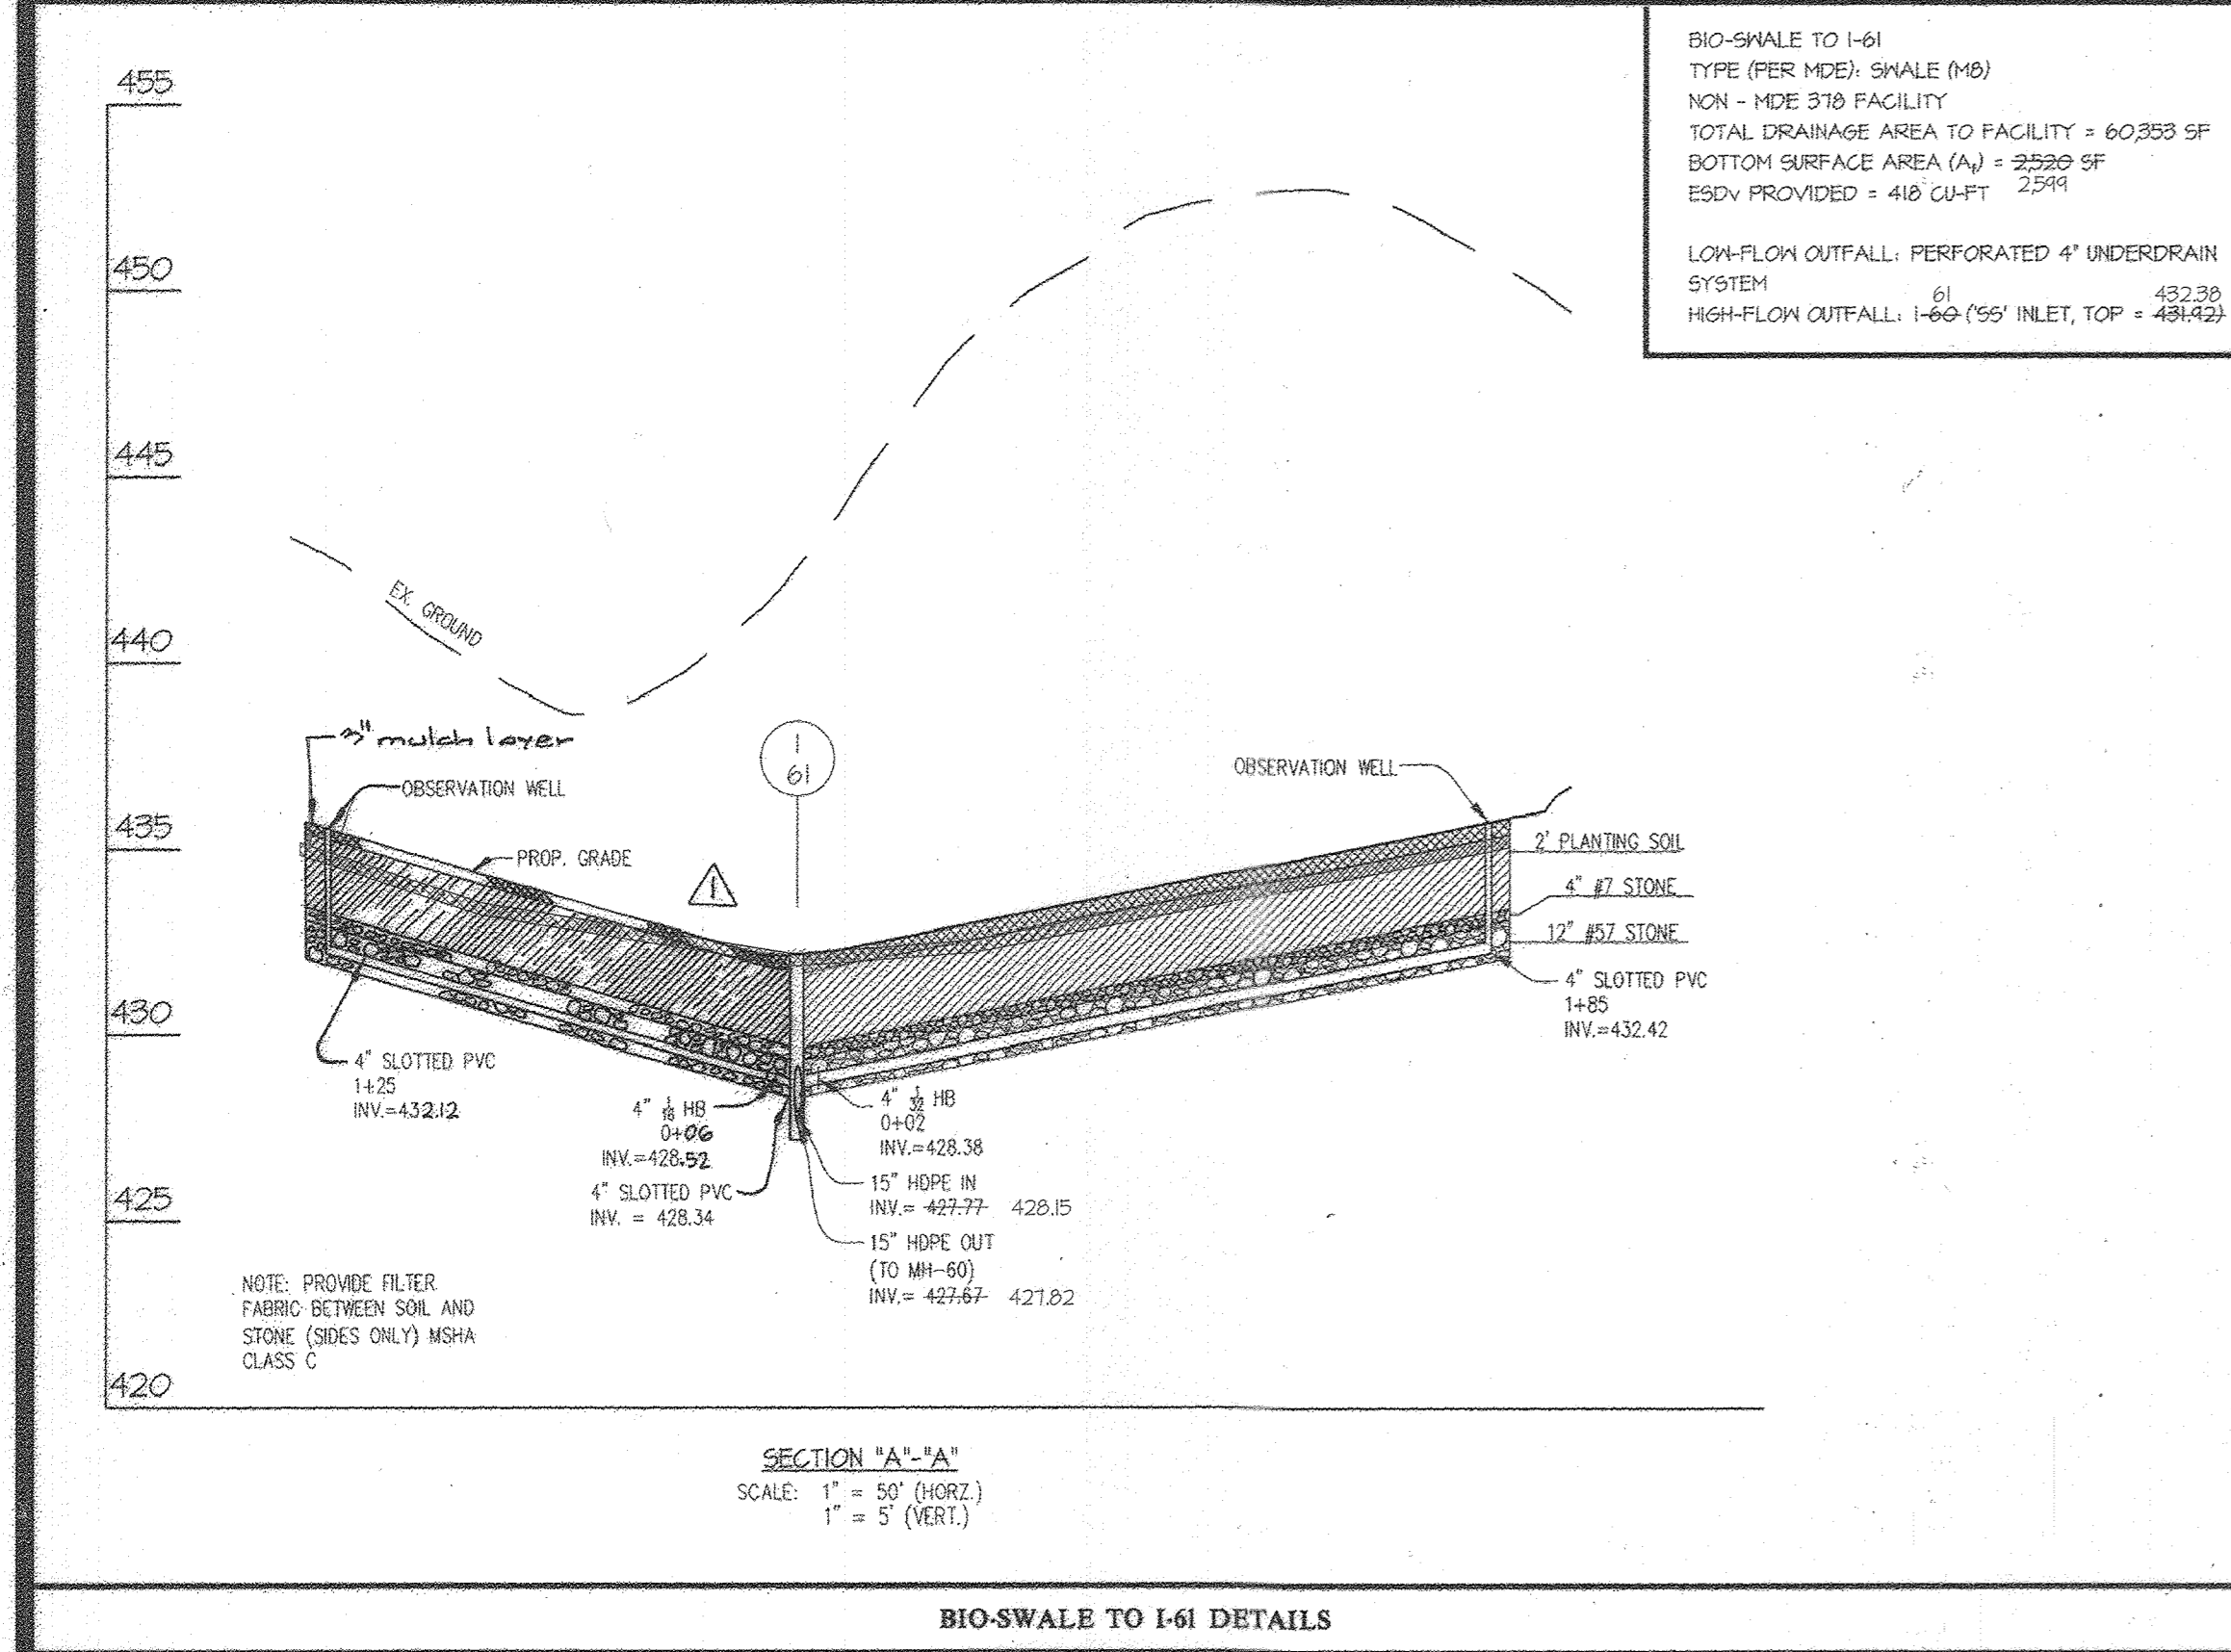 BIO-SWALE TO I-61
TYPE (PER MDE): SWALE (M8)
NON - MDE 378 FACILITY
TOTAL DRAINAGE AREA TO FACILITY = 60,353 SF
BOTTOM SURFACE AREA (Af) = 2,520 SF
2,599
ESDv PROVIDED = 418 CU-FT
LOW-FLOW OUTFALL: PERFORATED 4" UNDERDRAIN
SYSTEM
61 432.38
HIGH-FLOW OUTFALL: I-60 ('SS' INLET, TOP = 431.92)
455
450
445
440
435
430
425
420
EX. GROUND
3" mulch layer
OBSERVATION WELL
PROP. GRADE
1
I
61
OBSERVATION WELL
2' PLANTING SOIL
4" #7 STONE
12" #57 STONE
4" SLOTTED PVC
1+85
INV.=432.42
4" SLOTTED PVC
1+25
INV.=432.12
4" 1/16 HB
0+06
INV.=428.52
4" SLOTTED PVC
INV. = 428.34
4" 1/32 HB
0+02
INV.=428.38
15" HDPE IN
INV.= 427.77 428.15
15" HDPE OUT
(TO MH-60)
INV.= 427.67 427.82
NOTE: PROVIDE FILTER
FABRIC BETWEEN SOIL AND
STONE (SIDES ONLY) MSHA
CLASS C
SECTION "A"-"A"
SCALE: 1" = 50' (HORZ.)
1" = 5' (VERT.)
BIO-SWALE TO I-61 DETAILS